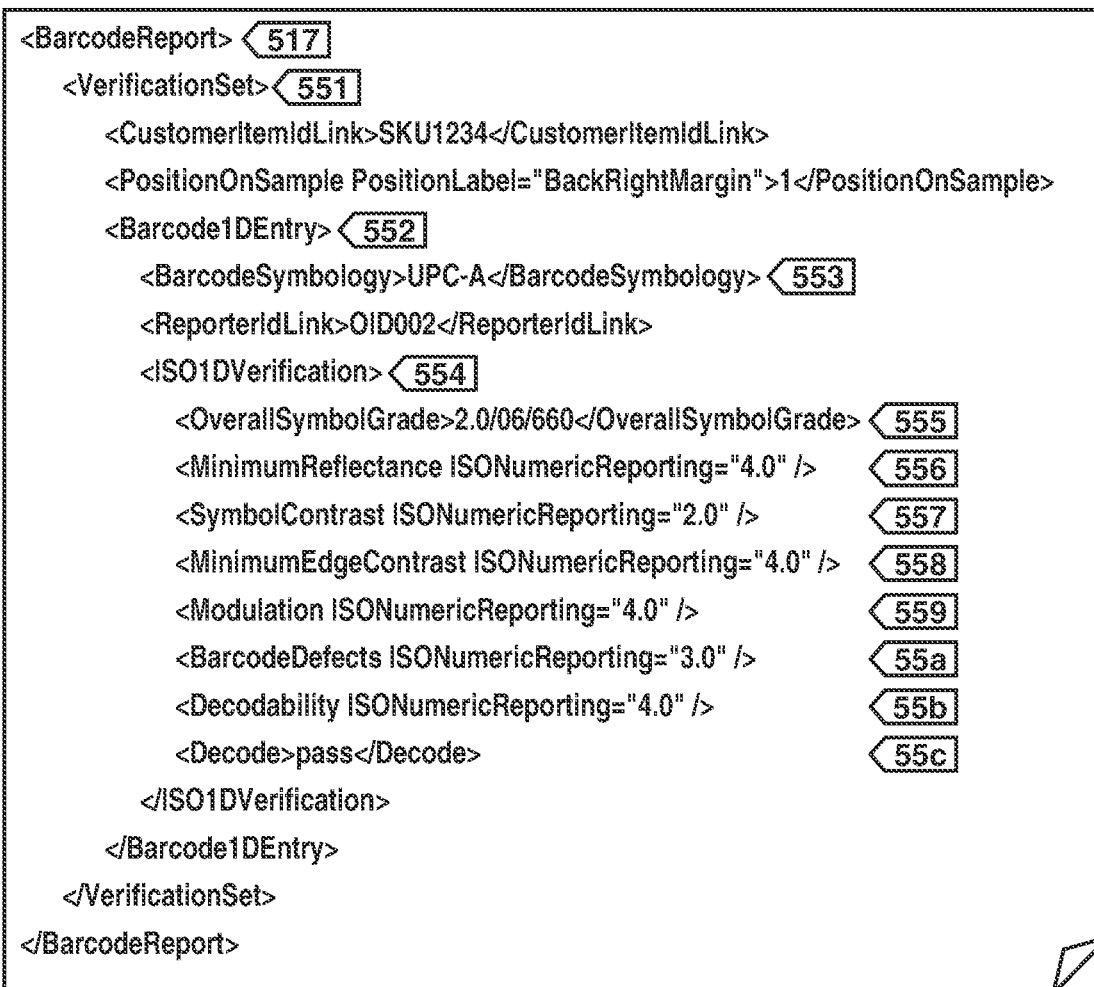 <BarcodeReport> 517
<VerificationSet> 551
<CustomerItemIdLink>SKU1234</CustomerItemIdLink>
<PositionOnSample PositionLabel="BackRightMargin">1</PositionOnSample>
<Barcode1DEntry> 552
<BarcodeSymbology>UPC-A</BarcodeSymbology> 553
<ReporterIdLink>OID002</ReporterIdLink>
<ISO1DVerification> 554
<OverallSymbolGrade>2.0/06/660</OverallSymbolGrade> 555
<MinimumReflectance ISONumericReporting="4.0" /> 556
<SymbolContrast ISONumericReporting="2.0" /> 557
<MinimumEdgeContrast ISONumericReporting="4.0" /> 558
<Modulation ISONumericReporting="4.0" /> 559
<BarcodeDefects ISONumericReporting="3.0" /> 55a
<Decodability ISONumericReporting="4.0" /> 55b
<Decode>pass</Decode> 55c
</ISO1DVerification>
</Barcode1DEntry>
</VerificationSet>
</BarcodeReport>